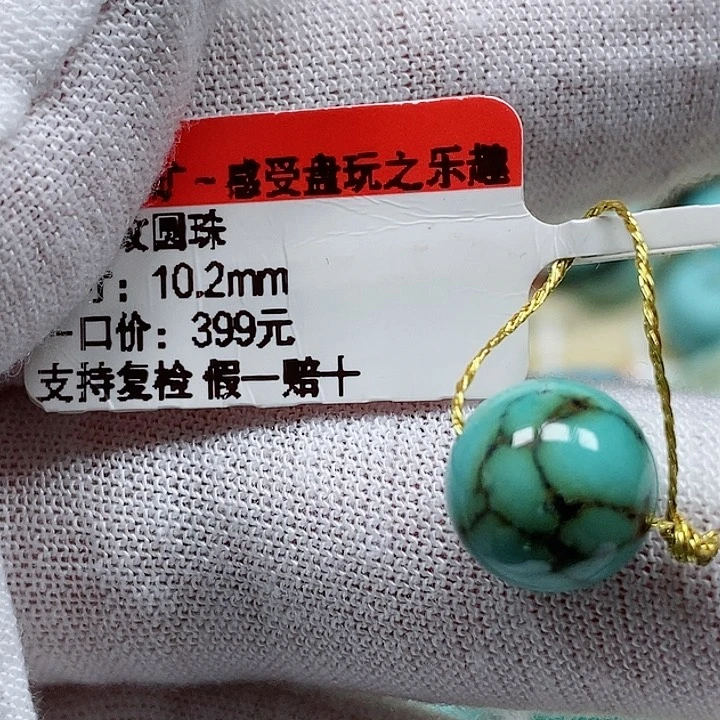 ~感受盘玩之乐趣
圆珠
：10.2mm
一口价：399元
支持复检 假一赔十